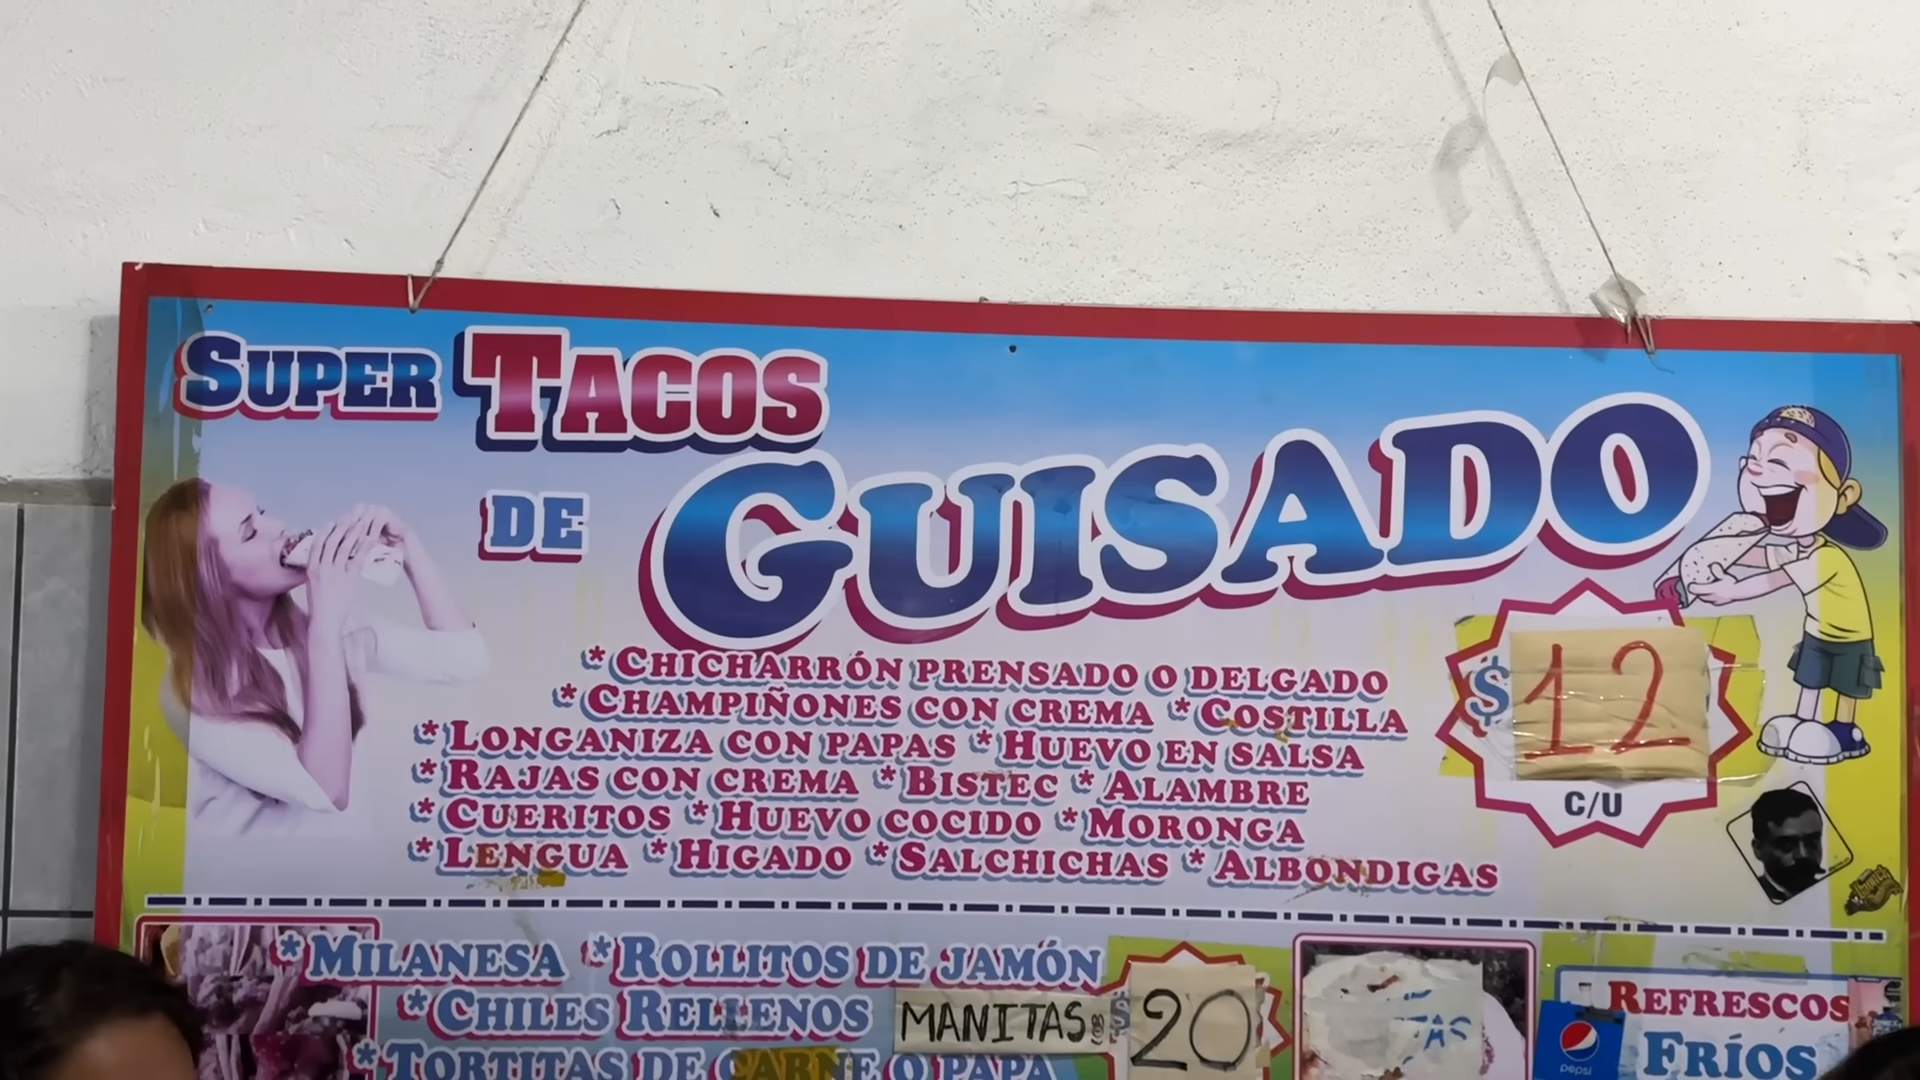 SUPER TACOS
DE GUISADO
*CHICHARRÓN PRENSADO O DELGADO
*CHAMPIÑONES CON CREMA *COSTILLA
*LONGANIZA CON PAPAS *HUEVO EN SALSA
*RAJAS CON CREMA *BISTEC *ALAMBRE
*CUERITOS *HUEVO COCIDO *MORONGA
*LENGUA *HIGADO *SALCHICHAS *ALBONDIGAS
$12
C/U
*MILANESA *ROLLITOS DE JAMÓN
*CHILES RELLENOS MANITAS
*TORTITAS DE CARNE O PAPA
$20
REFRESCOS
FRÍOS
pepsi